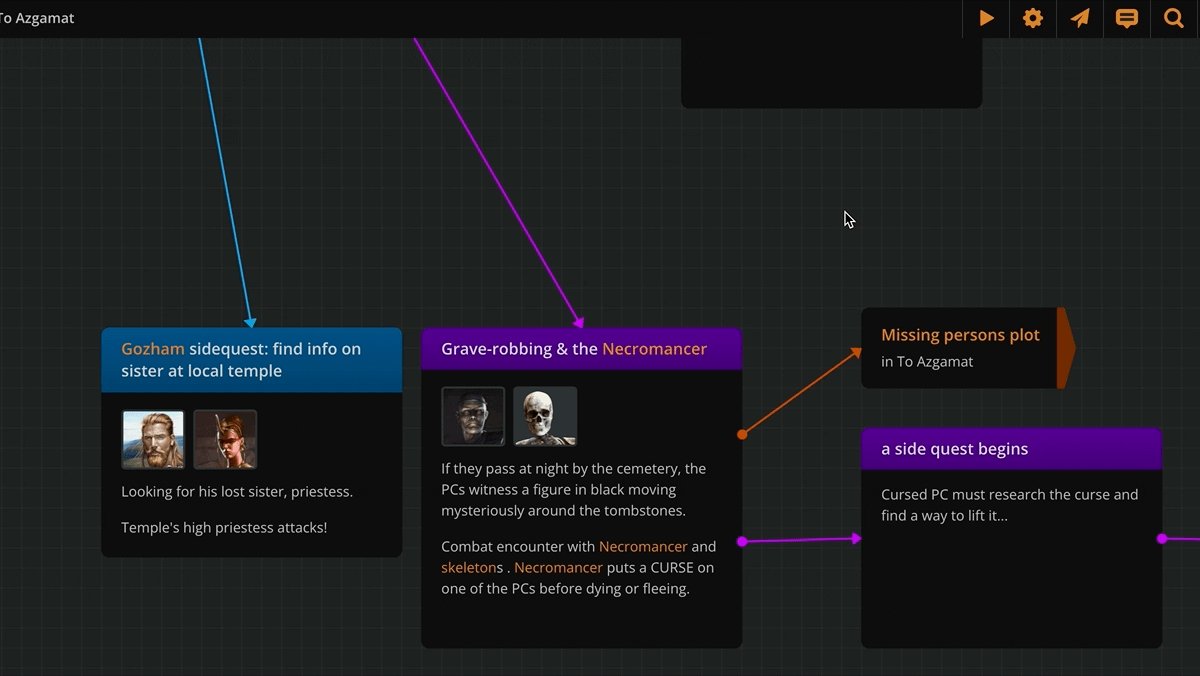 To Azgamat
Gozham sidequest: find info on
sister at local temple
Looking for his lost sister, priestess.
Temple's high priestess attacks!
Grave-robbing & the Necromancer
If they pass at night by the cemetery, the
PCs witness a figure in black moving
mysteriously around the tombstones.
Combat encounter with Necromancer and
skeletons . Necromancer puts a CURSE on
one of the PCs before dying or fleeing.
Missing persons plot
in To Azgamat
a side quest begins
Cursed PC must research the curse and
find a way to lift it...